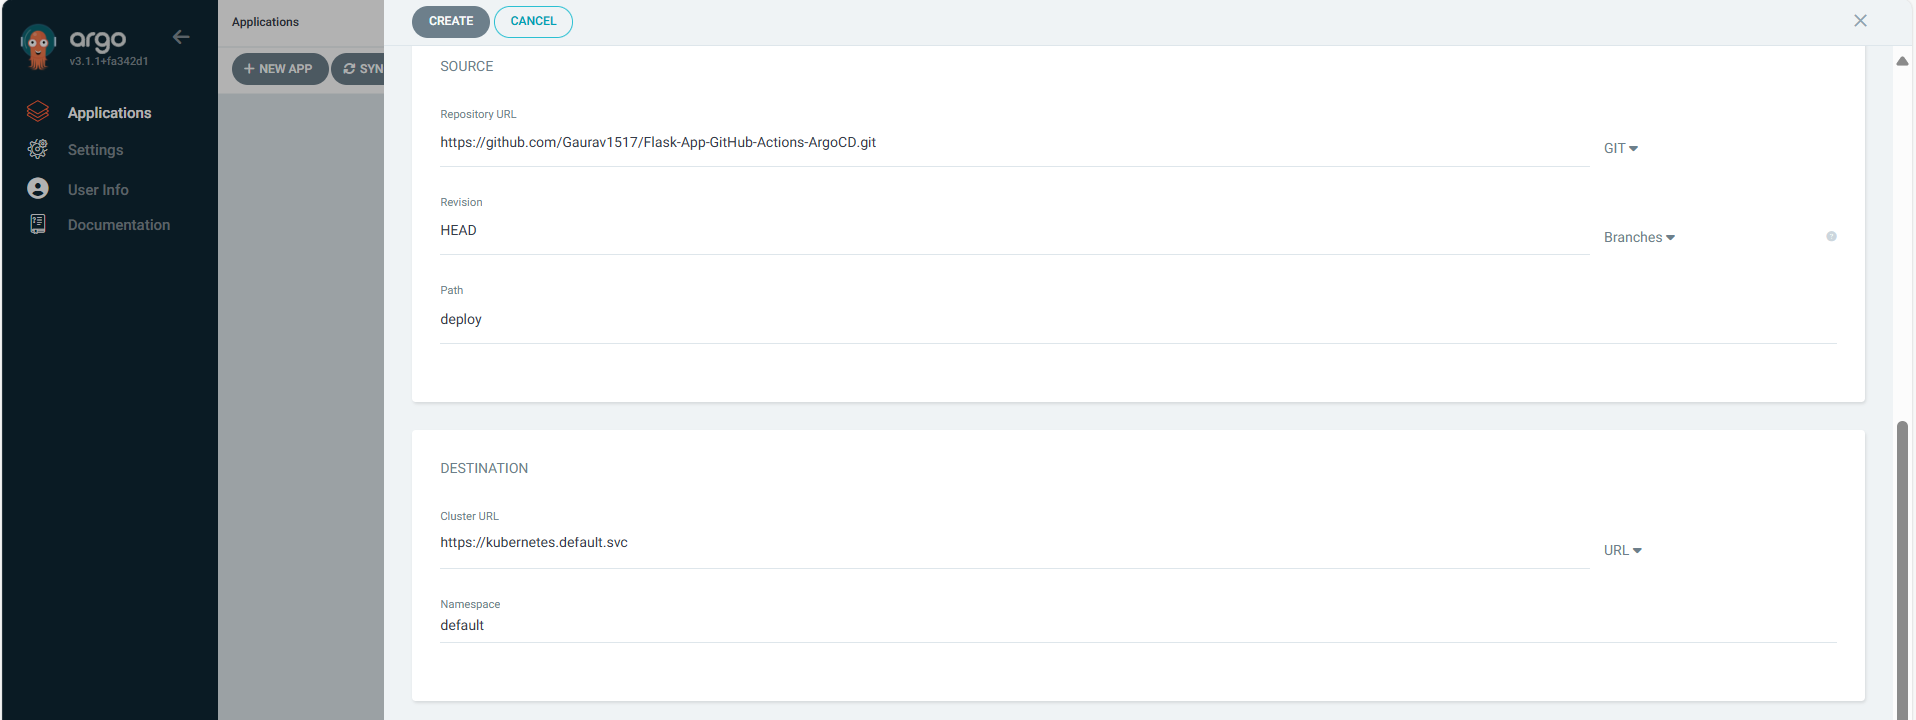 argo
v3.1.1+fa342d1
Applications
Settings
User Info
Documentation
Applications
NEW APP
SYN
CREATE
CANCEL
SOURCE
Repository URL
https://github.com/Gaurav1517/Flask-App-GitHub-Actions-ArgoCD.git
GIT
Revision
HEAD
Branches
Path
deploy
DESTINATION
Cluster URL
https://kubernetes.default.svc
URL
Namespace
default